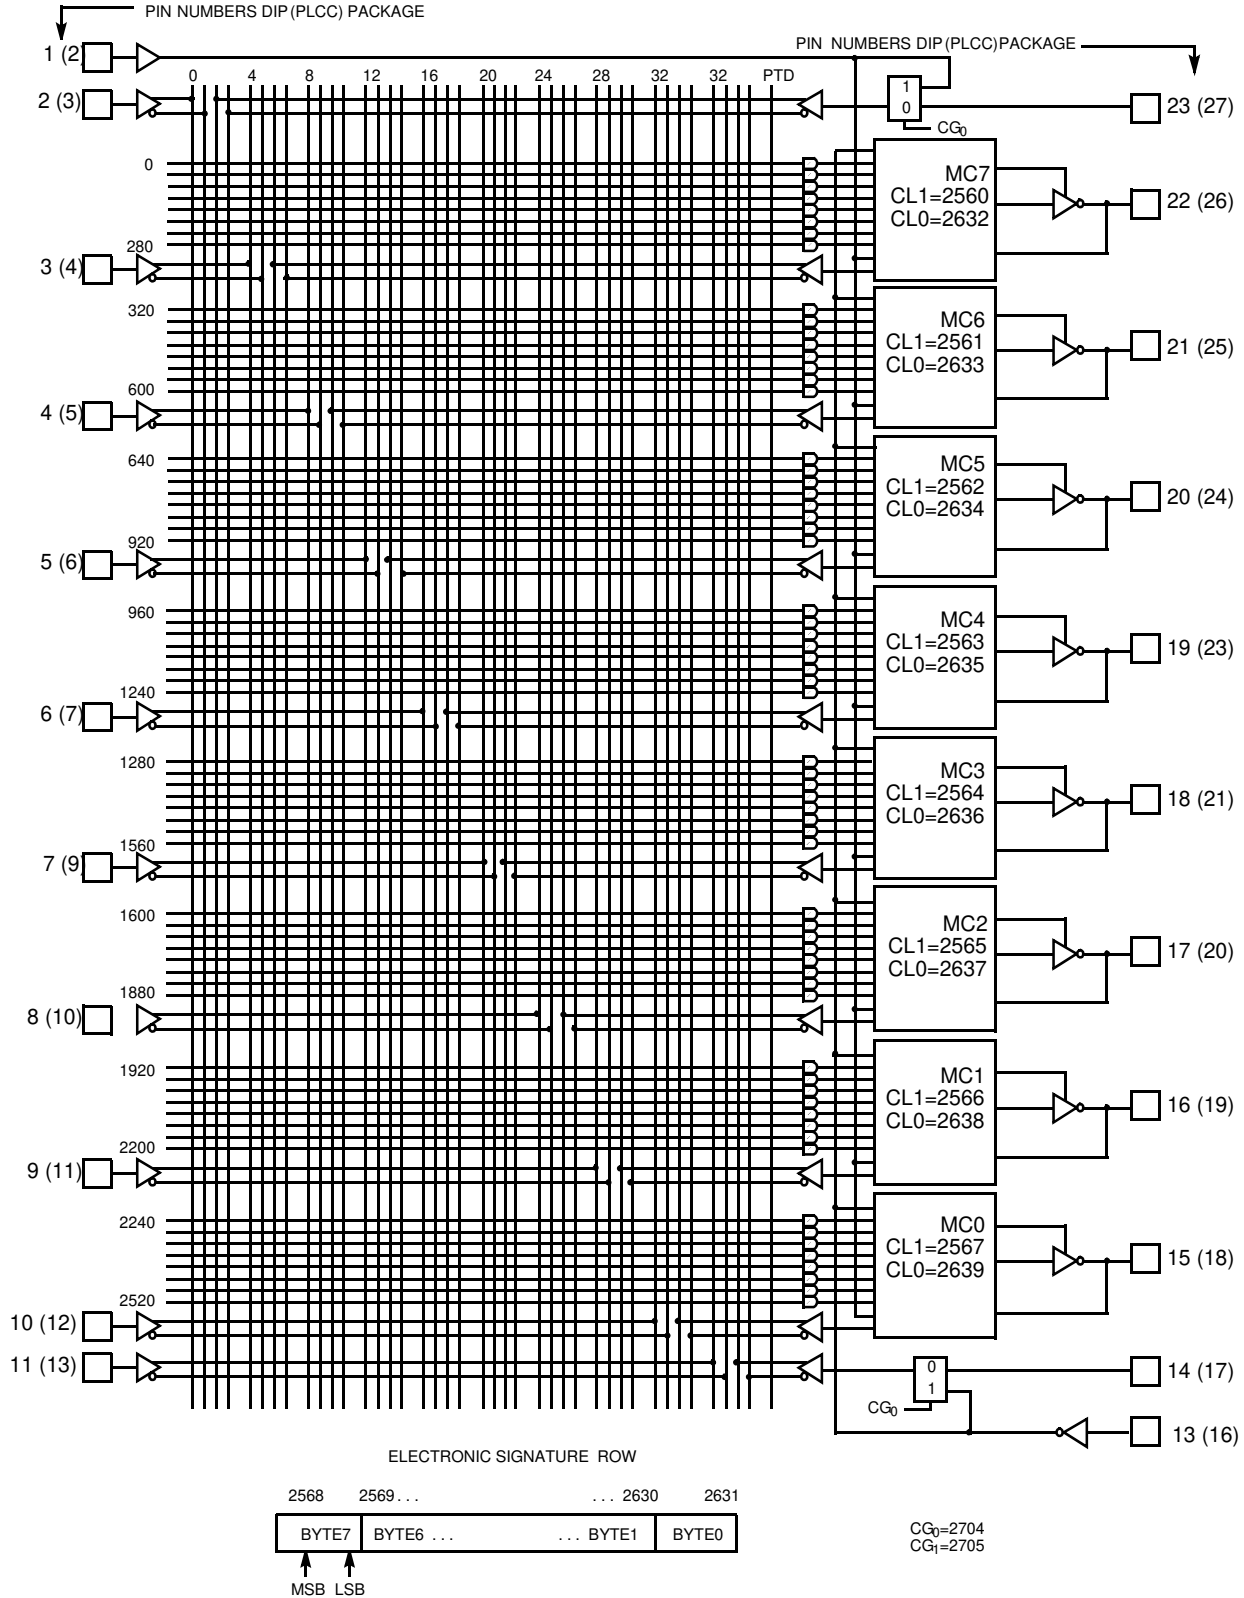 PIN NUMBERS DIP (PLCC) PACKAGE
PIN NUMBERS DIP (PLCC) PACKAGE
1 (2)
0 4 8 12 16 20 24 28 32 32 PTD
2 (3)
1
0
CG0
23 (27)
0
280
MC7
CL1=2560
CL0=2632
22 (26)
3 (4)
320
600
MC6
CL1=2561
CL0=2633
21 (25)
4 (5)
640
920
MC5
CL1=2562
CL0=2634
20 (24)
5 (6)
960
1240
MC4
CL1=2563
CL0=2635
19 (23)
6 (7)
1280
1560
MC3
CL1=2564
CL0=2636
18 (21)
7 (9)
1600
1880
MC2
CL1=2565
CL0=2637
17 (20)
8 (10)
1920
2200
MC1
CL1=2566
CL0=2638
16 (19)
9 (11)
2240
2520
MC0
CL1=2567
CL0=2639
15 (18)
10 (12)
11 (13)
0
1
CG0
14 (17)
13 (16)
ELECTRONIC SIGNATURE ROW
2568 2569 . . . . . . 2630 2631
BYTE7 BYTE6 . . . . . . BYTE1 BYTE0
MSB LSB
CG0=2704
CG1=2705